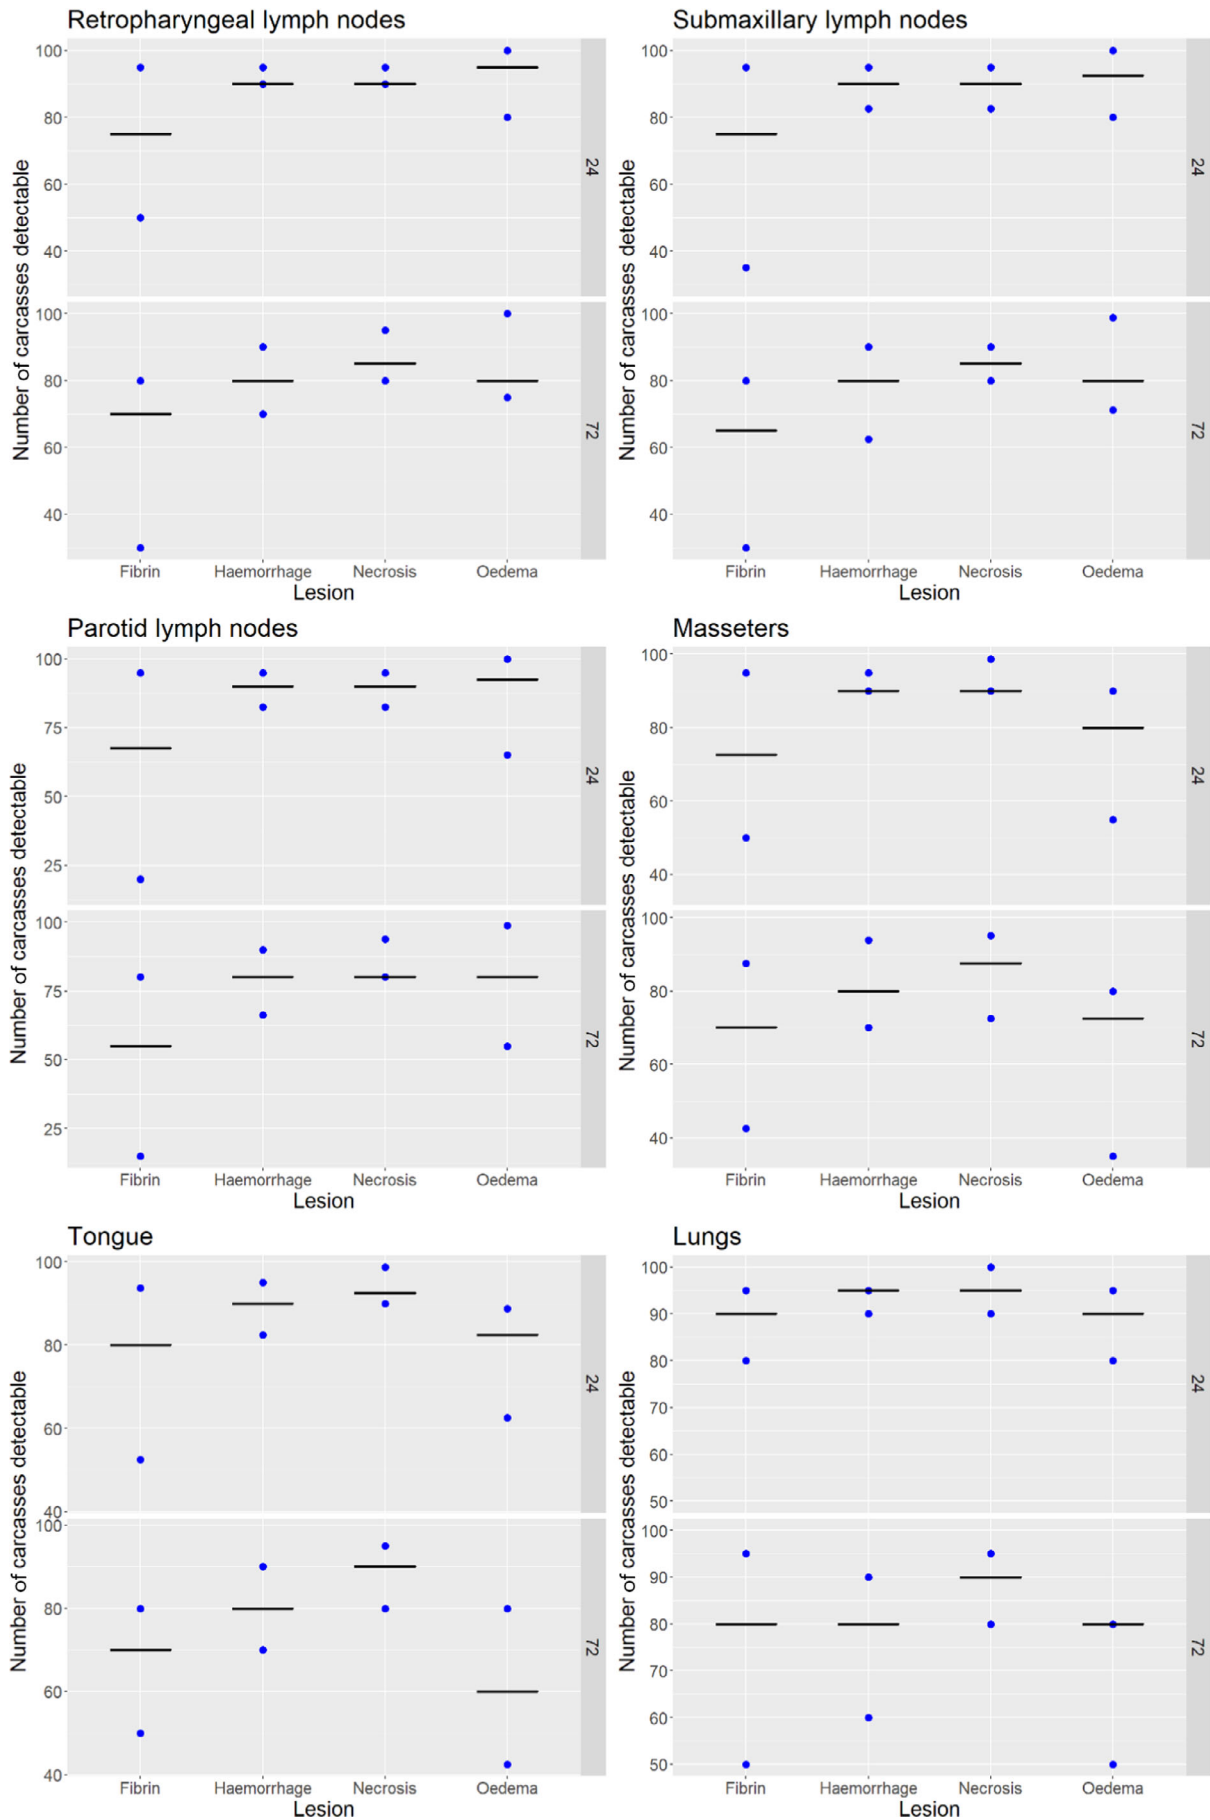 Retropharyngeal lymph nodes
Number of carcasses detectable
100
80
60
40
24
100
80
60
40
72
Fibrin Haemorrhage Necrosis Oedema
Lesion
Submaxillary lymph nodes
Number of carcasses detectable
100
80
60
40
24
100
80
60
40
72
Fibrin Haemorrhage Necrosis Oedema
Lesion
Parotid lymph nodes
Number of carcasses detectable
100
75
50
25
24
100
75
50
25
72
Fibrin Haemorrhage Necrosis Oedema
Lesion
Masseters
Number of carcasses detectable
100
80
60
40
24
100
80
60
40
72
Fibrin Haemorrhage Necrosis Oedema
Lesion
Tongue
Number of carcasses detectable
100
80
60
40
24
100
80
60
40
72
Fibrin Haemorrhage Necrosis Oedema
Lesion
Lungs
Number of carcasses detectable
100
90
80
70
60
50
24
100
90
80
70
60
50
72
Fibrin Haemorrhage Necrosis Oedema
Lesion